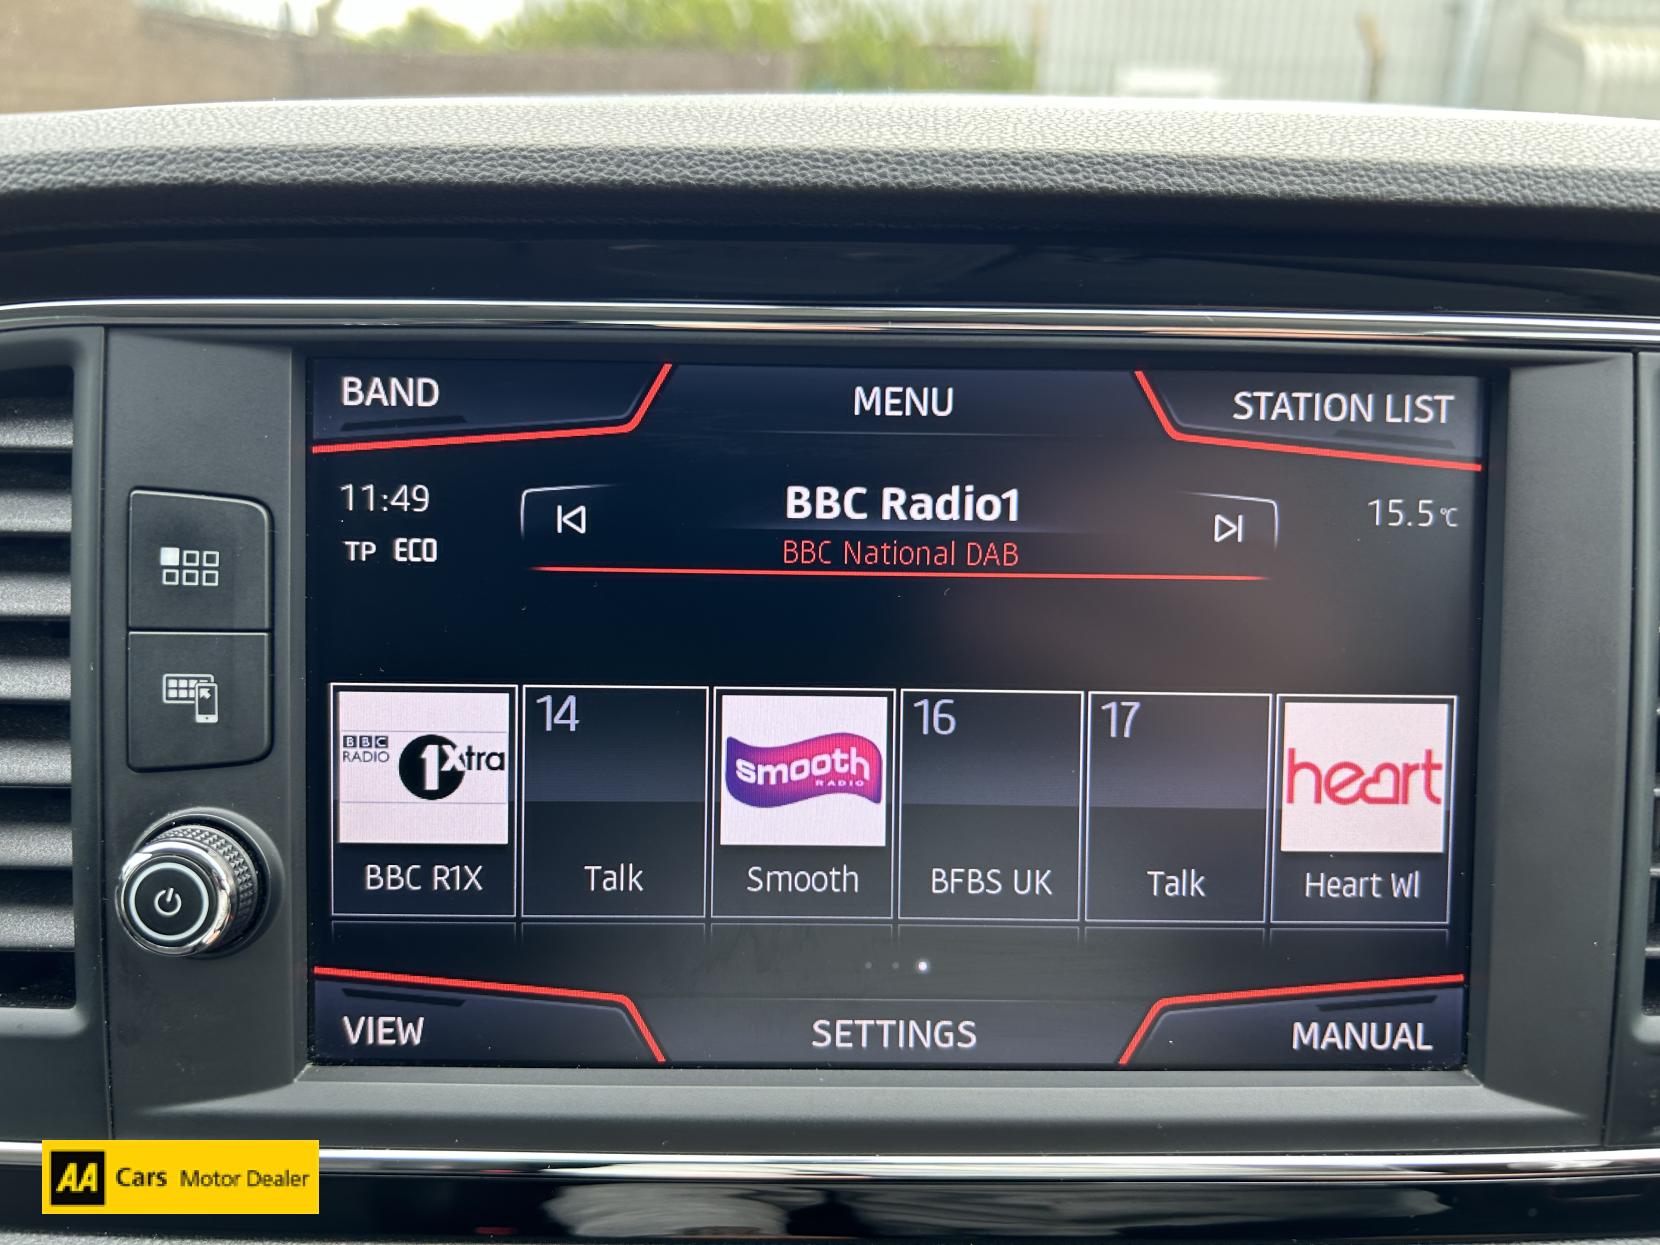 BAND
MENU
STATION LIST
11:49
BBC Radio1
15.5°C
TP ECO
BBC National DAB
BBC
RADIO
1Xtra
14
smooth
RADIO
16
17
heart
BBC R1X
Talk
Smooth
BFBS UK
Talk
Heart Wl
VIEW
SETTINGS
MANUAL
AA Cars Motor Dealer